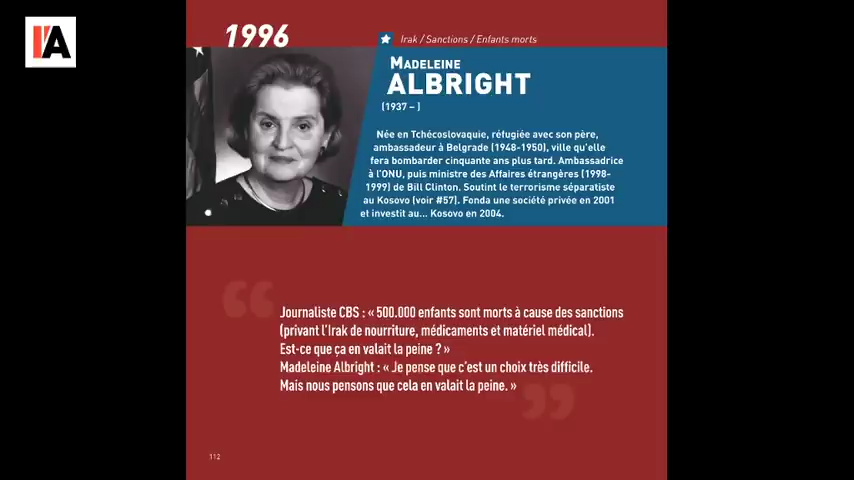 I'A
1996
Irak / Sanctions / Enfants morts
MADELEINE
ALBRIGHT
(1937 – )
Née en Tchécoslovaquie, réfugiée avec son père,
ambassadeur à Belgrade (1948-1950), ville qu'elle
fera bombarder cinquante ans plus tard. Ambassadrice
à l'ONU, puis ministre des Affaires étrangères (1998-
1999) de Bill Clinton. Soutint le terrorisme séparatiste
au Kosovo (voir #57). Fonda une société privée en 2001
et investit au... Kosovo en 2004.
“
Journaliste CBS : « 500.000 enfants sont morts à cause des sanctions
(privant l'Irak de nourriture, médicaments et matériel médical).
Est-ce que ça en valait la peine ? »
Madeleine Albright : « Je pense que c'est un choix très difficile.
Mais nous pensons que cela en valait la peine. »
”
112